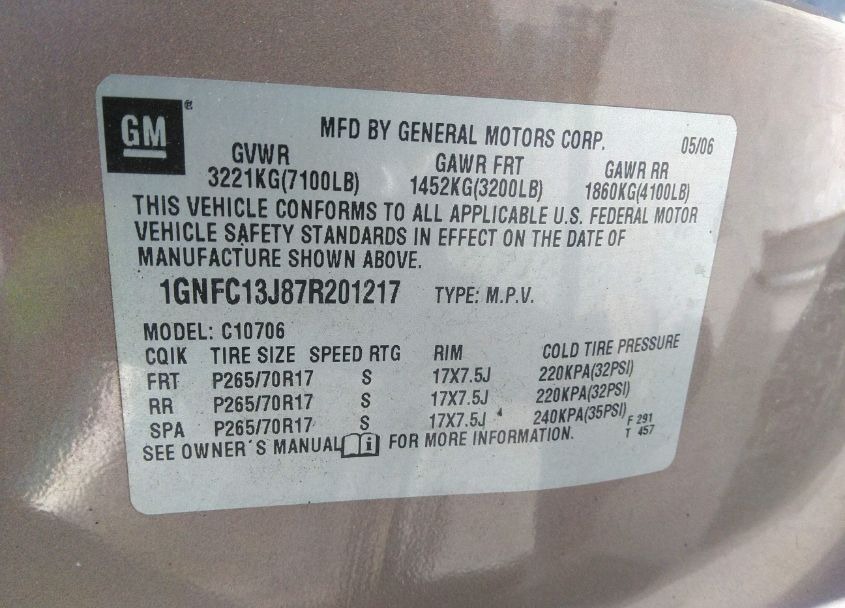 GM ®
MFD BY GENERAL MOTORS CORP. 05/06
GVWR GAWR FRT GAWR RR
3221KG(7100LB) 1452KG(3200LB) 1860KG(4100LB)
THIS VEHICLE CONFORMS TO ALL APPLICABLE U.S. FEDERAL MOTOR
VEHICLE SAFETY STANDARDS IN EFFECT ON THE DATE OF
MANUFACTURE SHOWN ABOVE.
1GNFC13J87R201217 TYPE: M.P.V.
MODEL: C10706
CQIK TIRE SIZE SPEED RTG RIM COLD TIRE PRESSURE
FRT P265/70R17 S 17X7.5J 220KPA(32PSI)
RR P265/70R17 S 17X7.5J 220KPA(32PSI)
SPA P265/70R17 S 17X7.5J 240KPA(35PSI) F 291
SEE OWNER'S MANUAL i FOR MORE INFORMATION. T 457